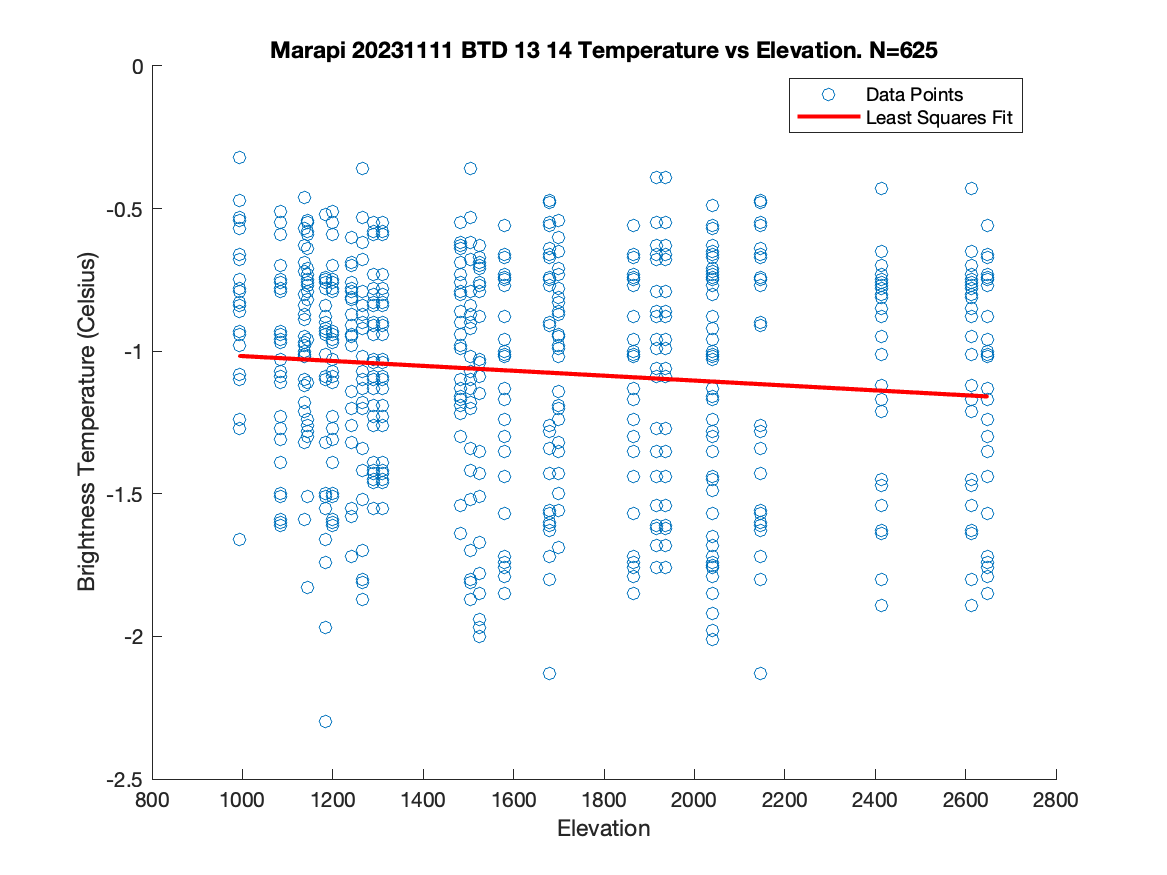 Marapi 20231111 BTD 13 14 Temperature vs Elevation. N=625
Data Points
Least Squares Fit
Brightness Temperature (Celsius)
0
-0.5
-1
-1.5
-2
-2.5
800 1000 1200 1400 1600 1800 2000 2200 2400 2600 2800
Elevation